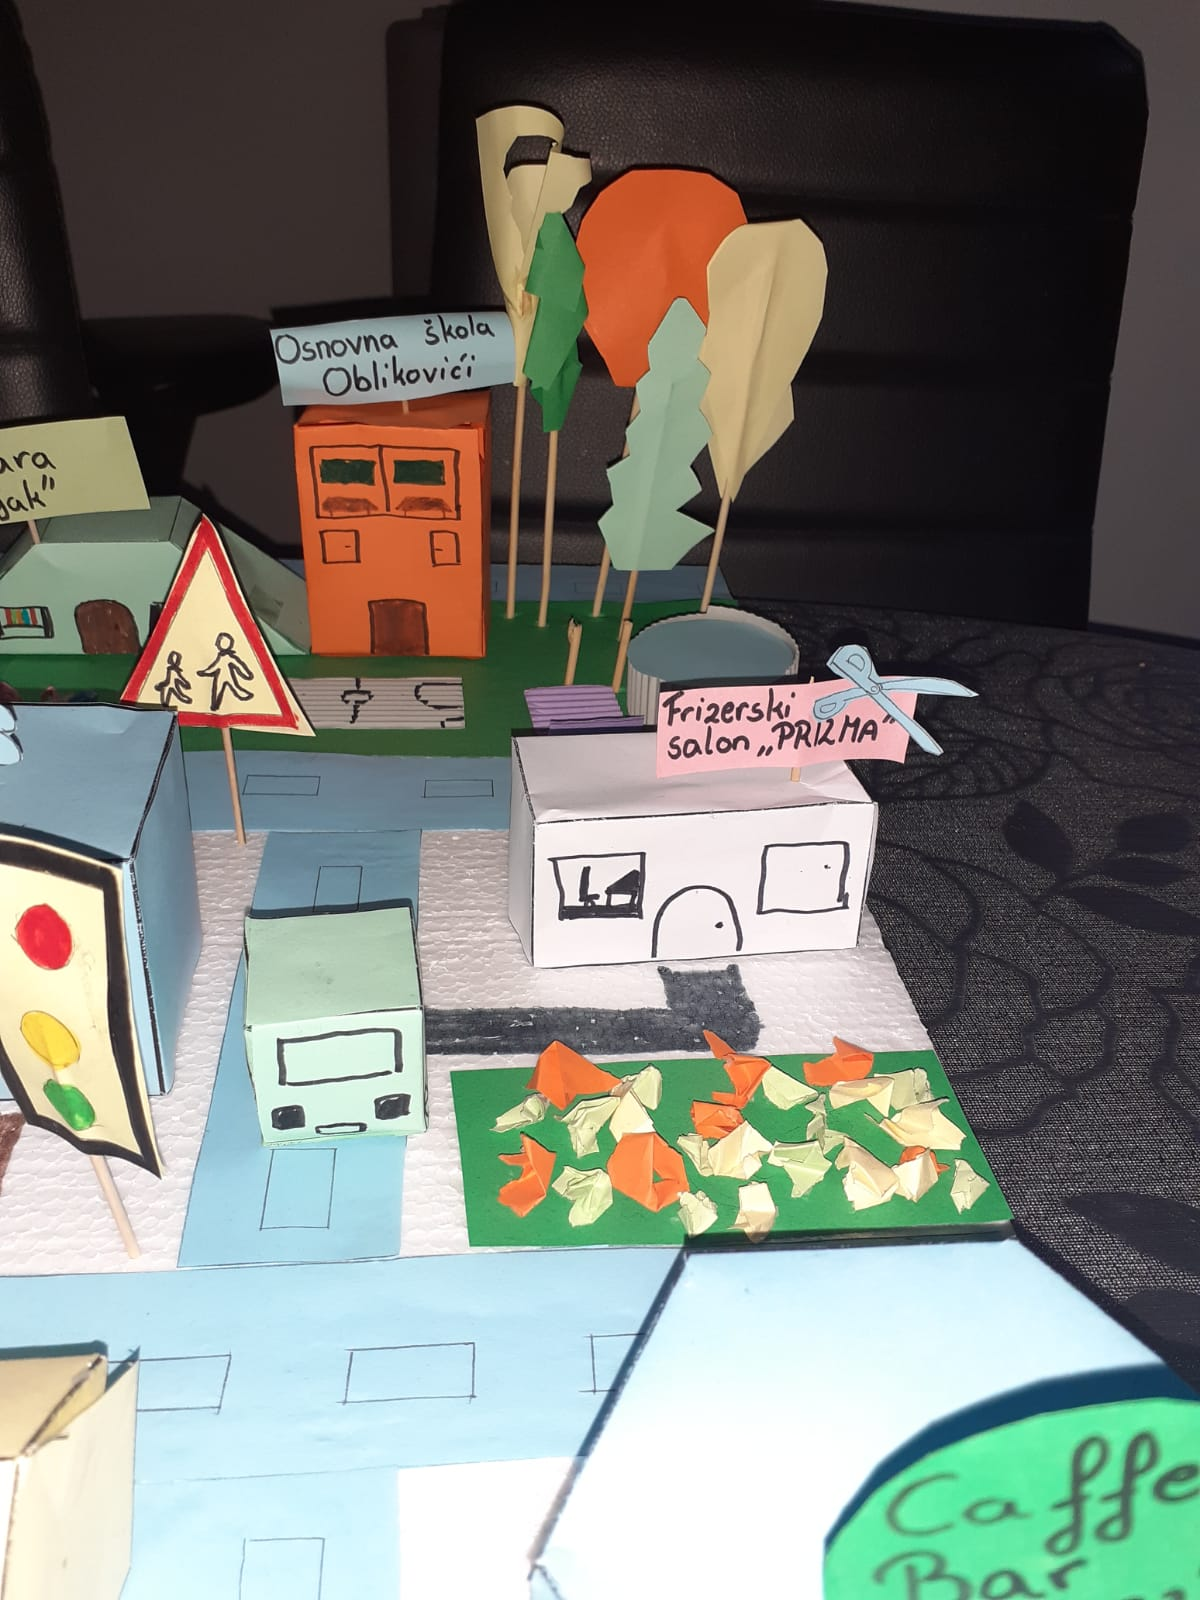 Osnovna škola
Oblikovići
Frizerski
salon „PRIZMA”
Caffe
Bar